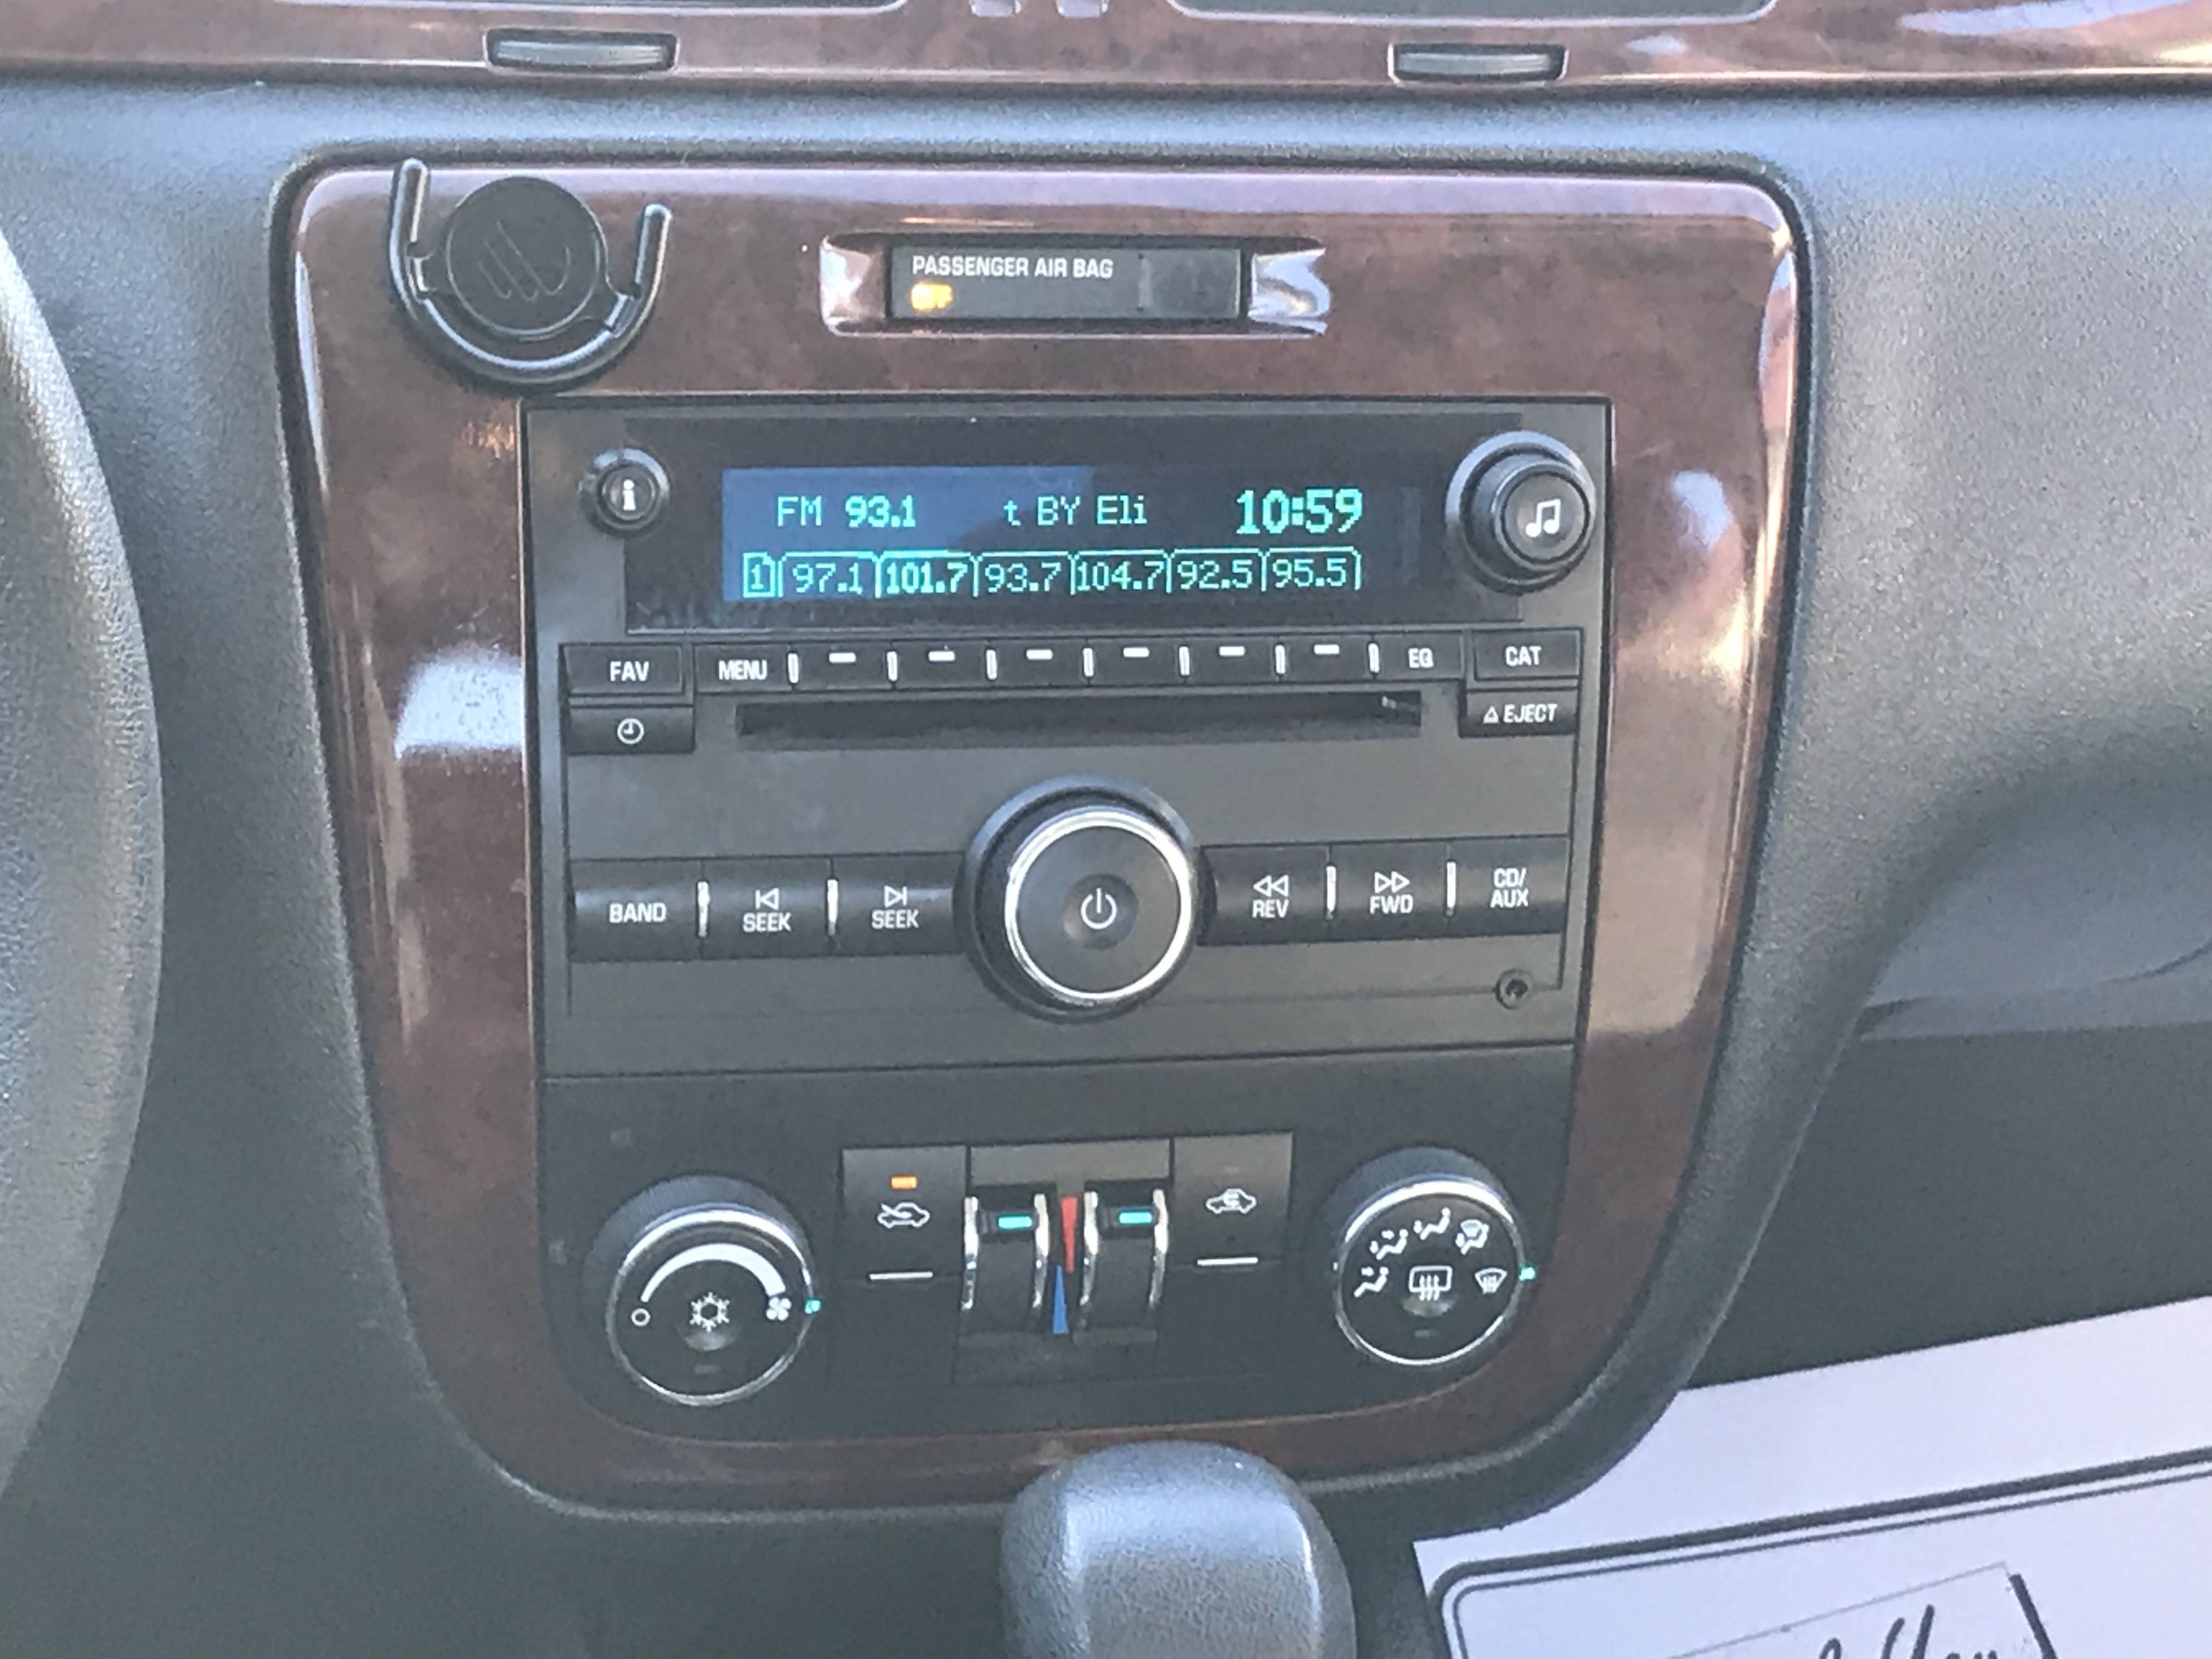 PASSENGER AIR BAG
OFF
i
FM 93.1 t BY Eli 10:59
1 97.1 101.7 93.7 104.7 92.5 95.5
FAV MENU EQ CAT
EJECT
BAND SEEK SEEK REV FWD CD/
AUX